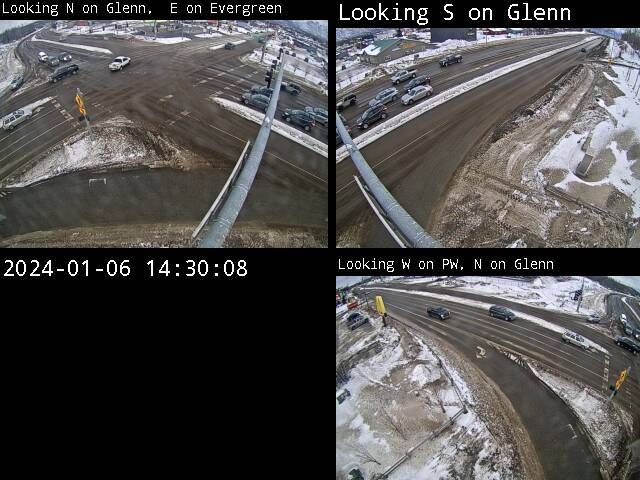 Looking N on Glenn,  E on Evergreen
Looking S on Glenn
2024-01-06 14:30:08
Looking W on PW, N on Glenn